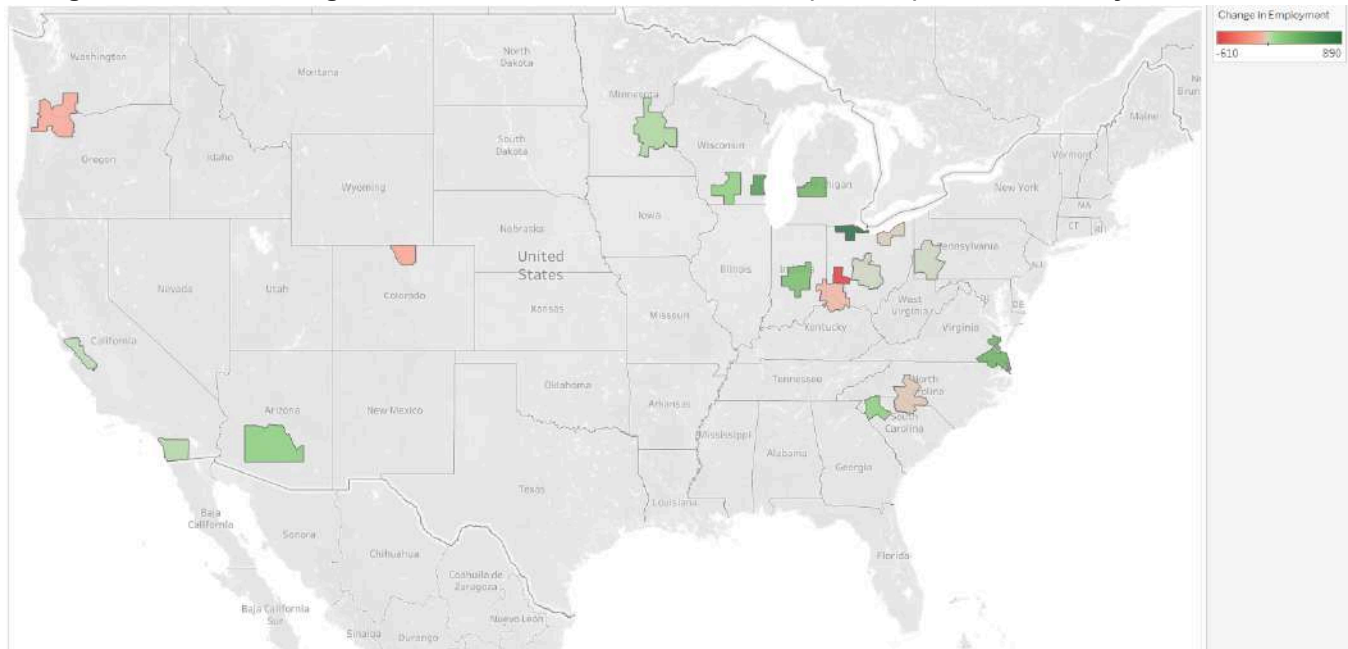 Change in Employment
-610 890
Washington
North
Dakota
Montana
Minnesota
Maine
Oregon
Idaho
South
Dakota
Wisconsin
Vermont
Wyoming
higan
New York
MA
CT RI
Iowa
Nebraska
Pennsylvania
NJ
Nevada
Utah
United
States
Illinois
Colorado
Kansas
Missouri
West
Virginia
DE
California
Kentucky
Virginia
Oklahoma
Tennessee
North
rolina
Arizona
New Mexico
Arkansas
South
Carolina
Mississippi
Alabama
Georgia
Texas
Louisiana
Baja
California
Sonora
Chihuahua
Florida
Coahuila de
Zaragoza
Baja California
Sur
Nuevo León
Sinaloa
Durango